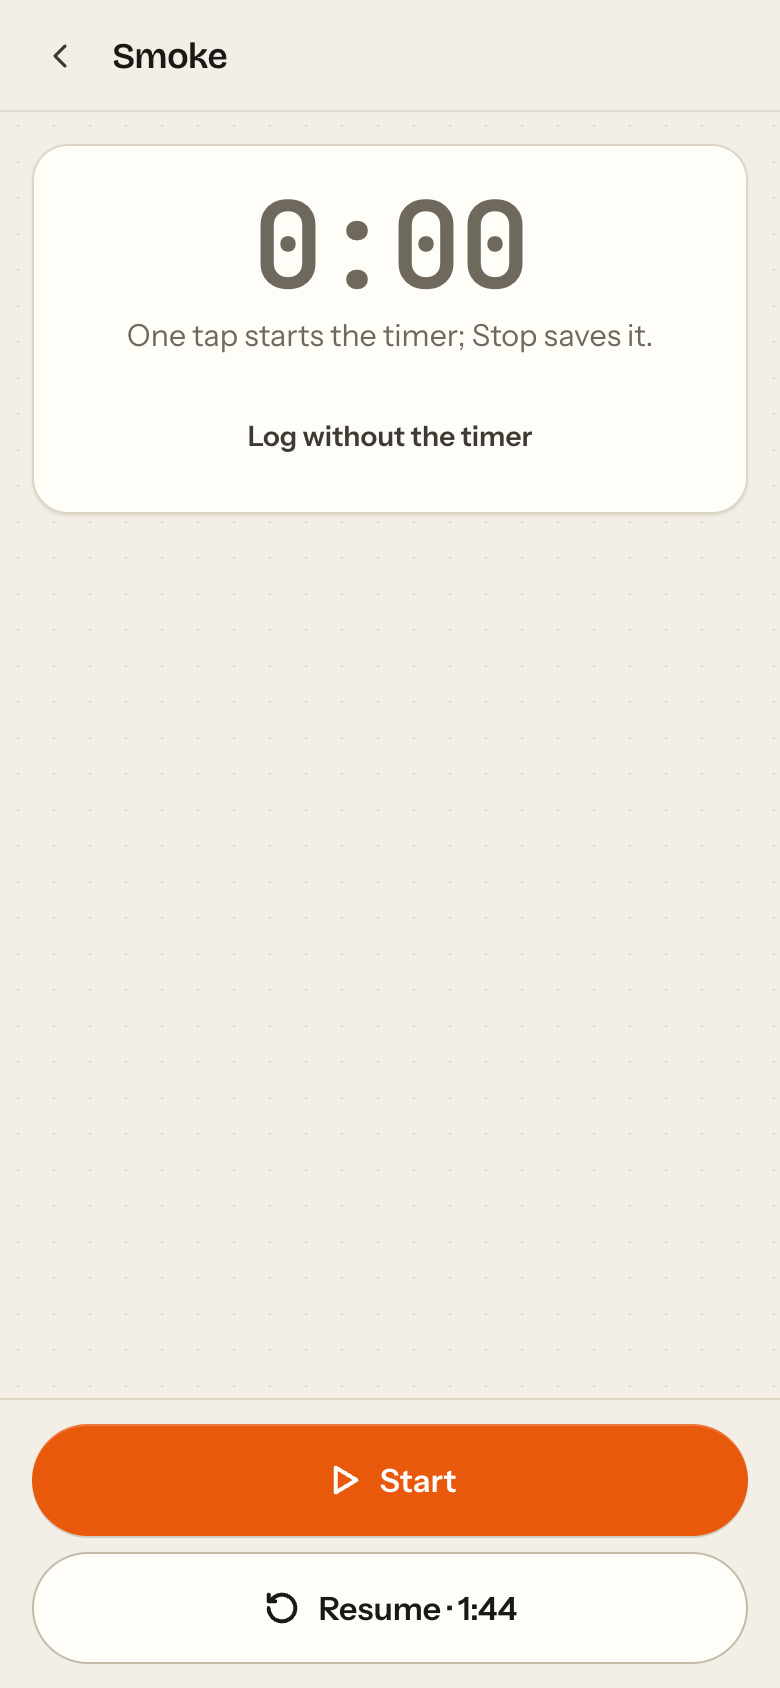 Smoke
0:00
One tap starts the timer; Stop saves it.
Log without the timer
Start
Resume · 1:44